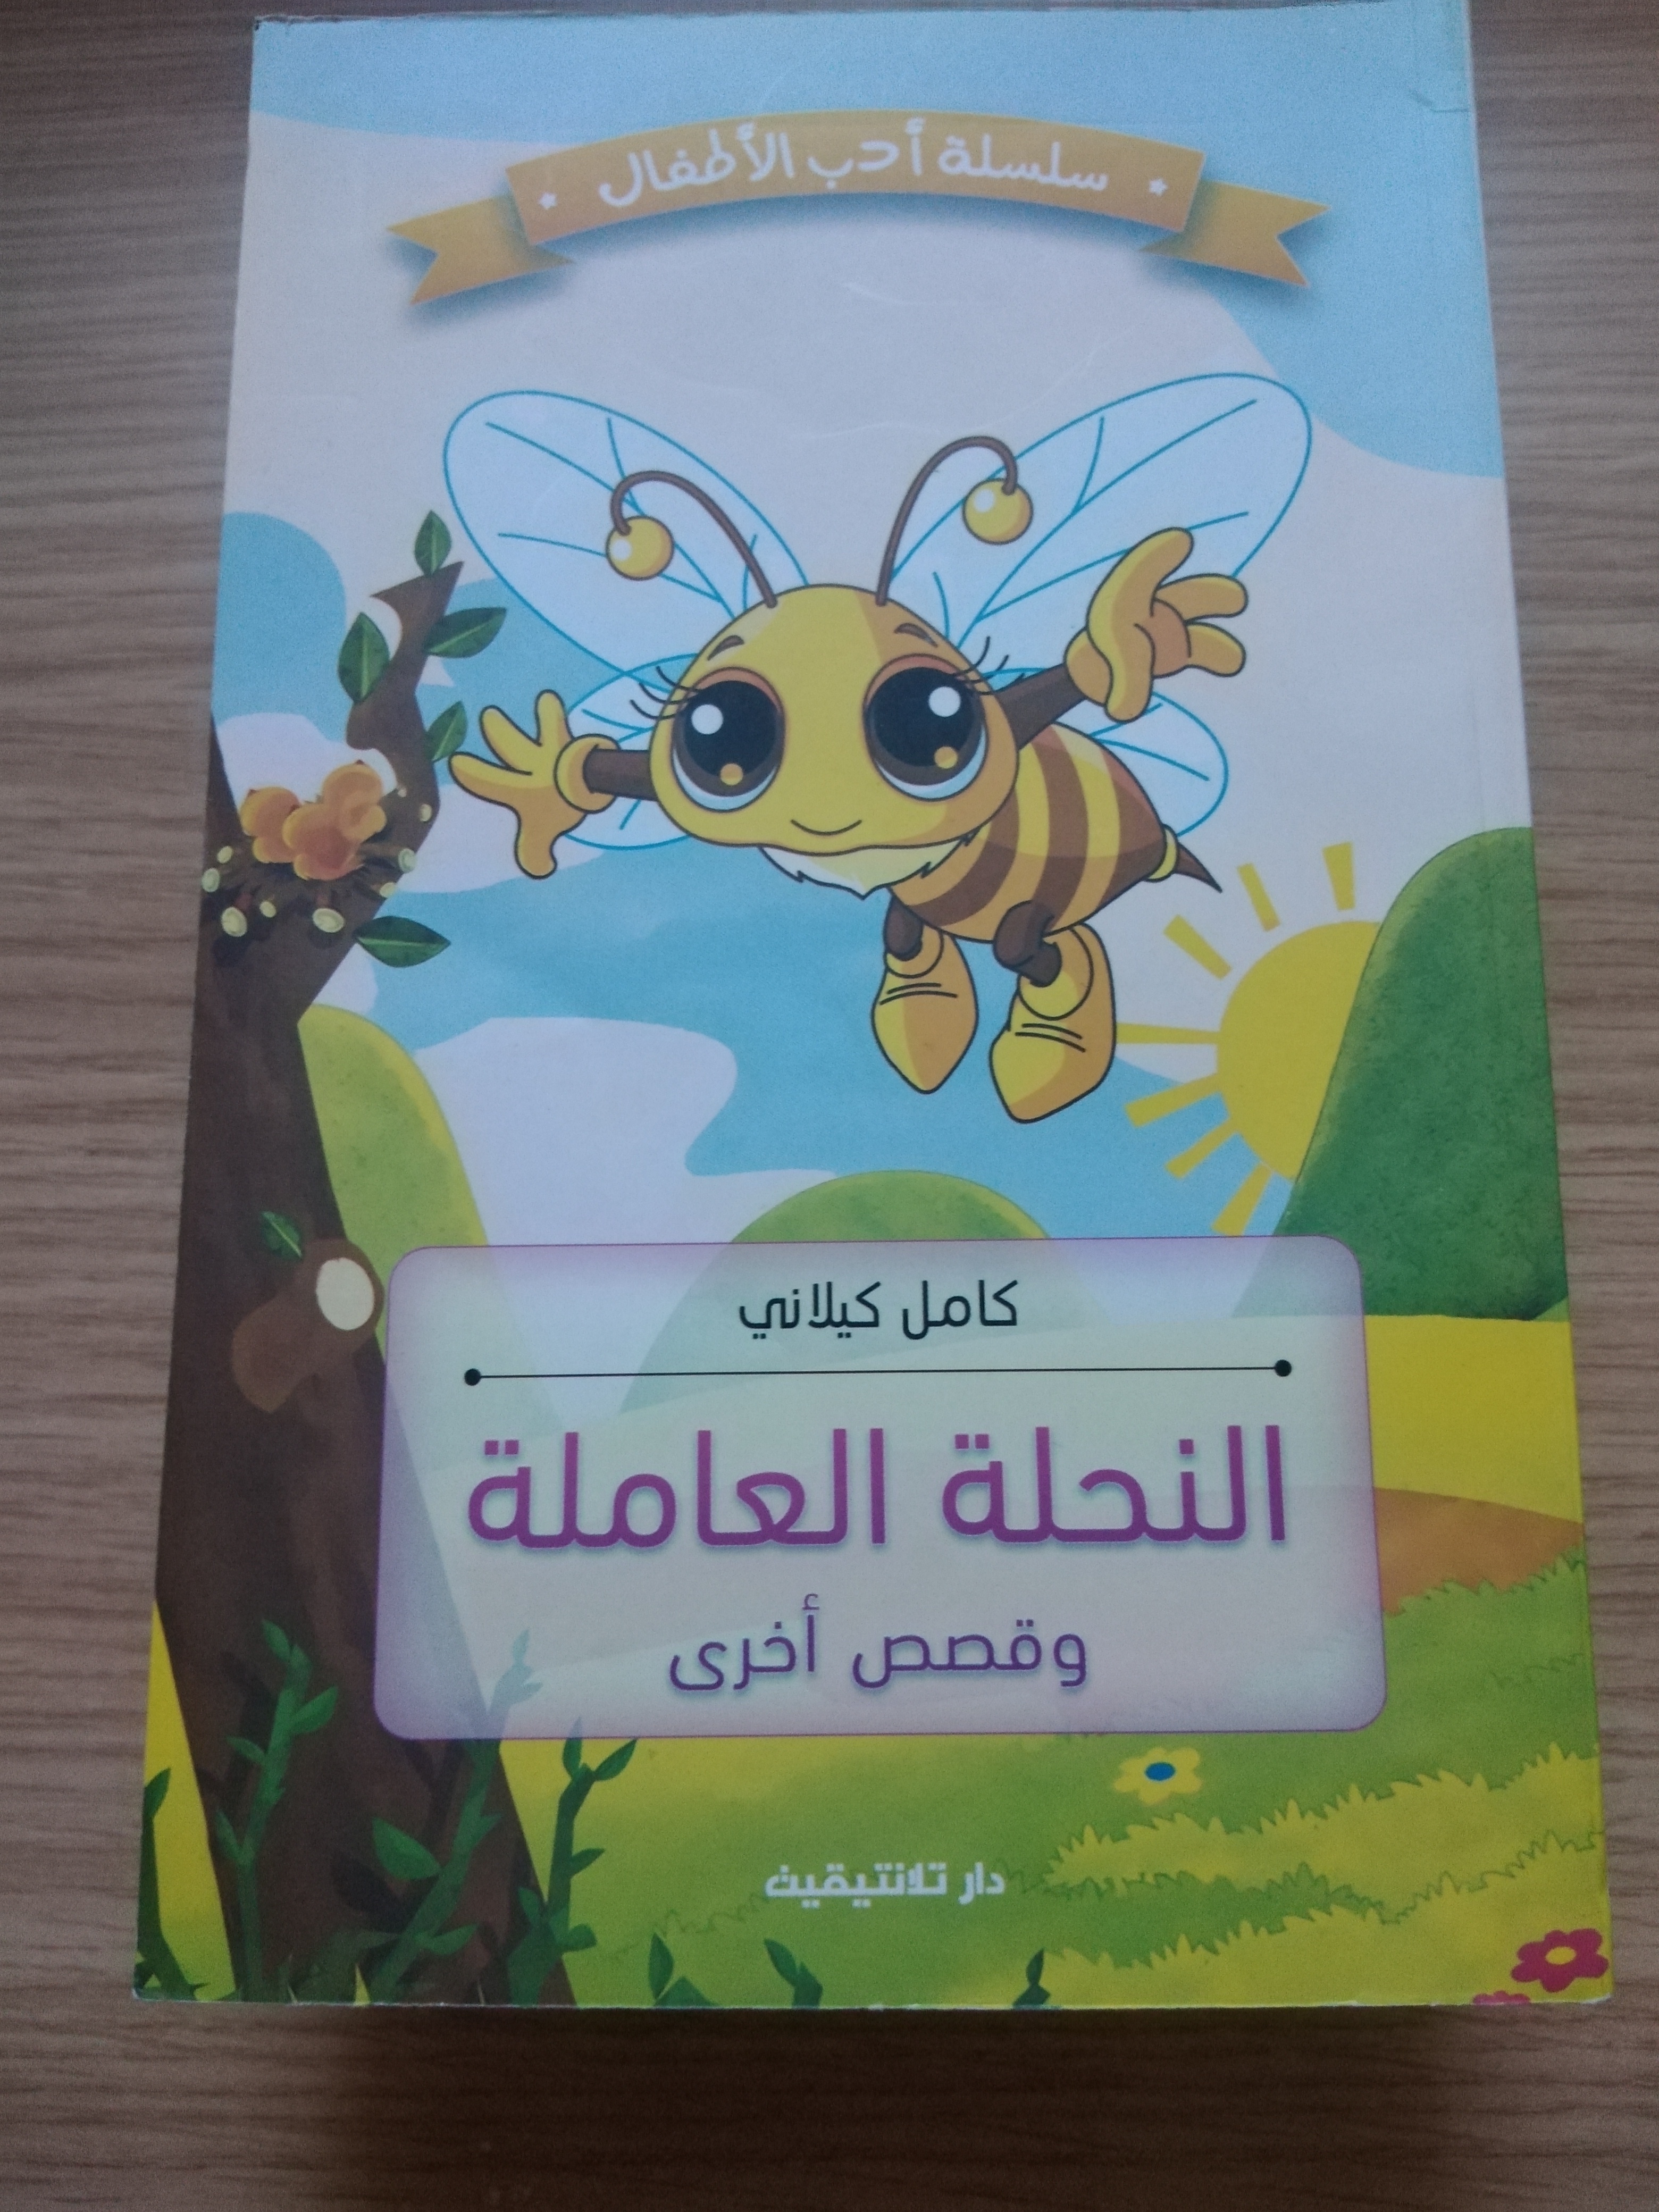 سلسلة أدب الأطفال
كامل كيلاني
النحلة العاملة
وقصص أخرى
دار تلانتيقيت